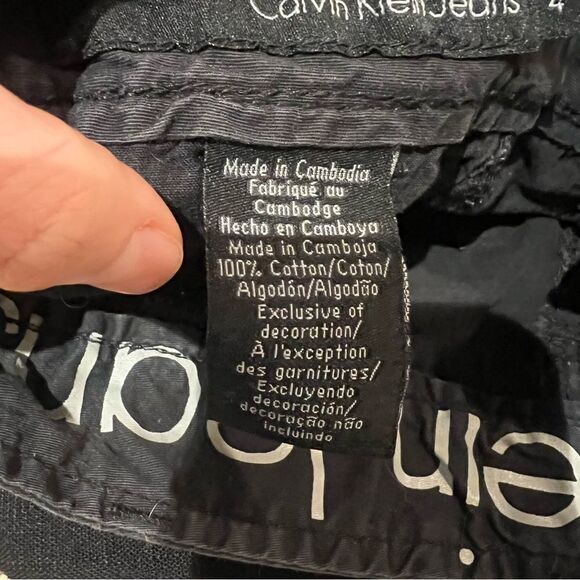 Calvin Klein Jeans 4
Made in Cambodia
Fabriqué au
Cambodge
Hecho en Camboya
Made in Camboja
100% Cotton/Coton/
Algodón/Algodão
Exclusive of
decoration/
À l'exception
des garnitures/
Excluyendo
decoración/
decoração não
incluindo